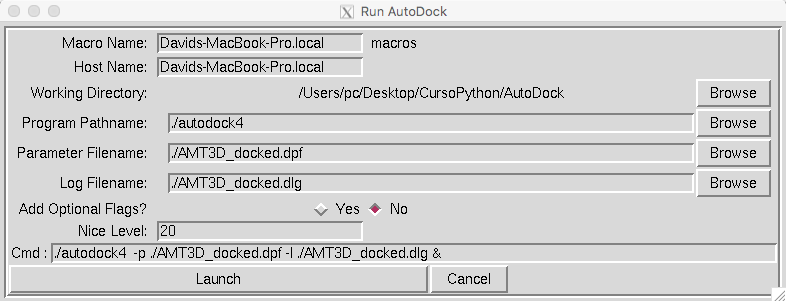 Run AutoDock
Macro Name: Davids-MacBook-Pro.local macros
Host Name: Davids-MacBook-Pro.local
Working Directory: /Users/pc/Desktop/CursoPython/AutoDock Browse
Program Pathname: ./autodock4 Browse
Parameter Filename: ./AMT3D_docked.dpf Browse
Log Filename: ./AMT3D_docked.dlg Browse
Add Optional Flags? Yes No
Nice Level: 20
Cmd : ./autodock4 -p ./AMT3D_docked.dpf -l ./AMT3D_docked.dlg &
Launch Cancel